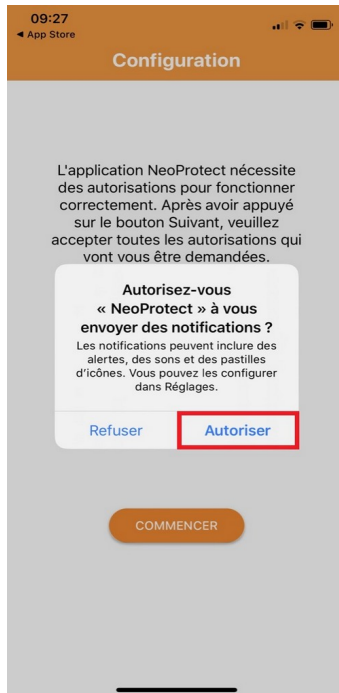 09:27
◀ App Store
Configuration
L'application NeoProtect nécessite
des autorisations pour fonctionner
correctement. Après avoir appuyé
sur le bouton Suivant, veuillez
accepter toutes les autorisations qui
vont vous être demandées.
Autorisez-vous
« NeoProtect » à vous
envoyer des notifications ?
Les notifications peuvent inclure des
alertes, des sons et des pastilles
d'icônes. Vous pouvez les configurer
dans Réglages.
Refuser Autoriser
COMMENCER